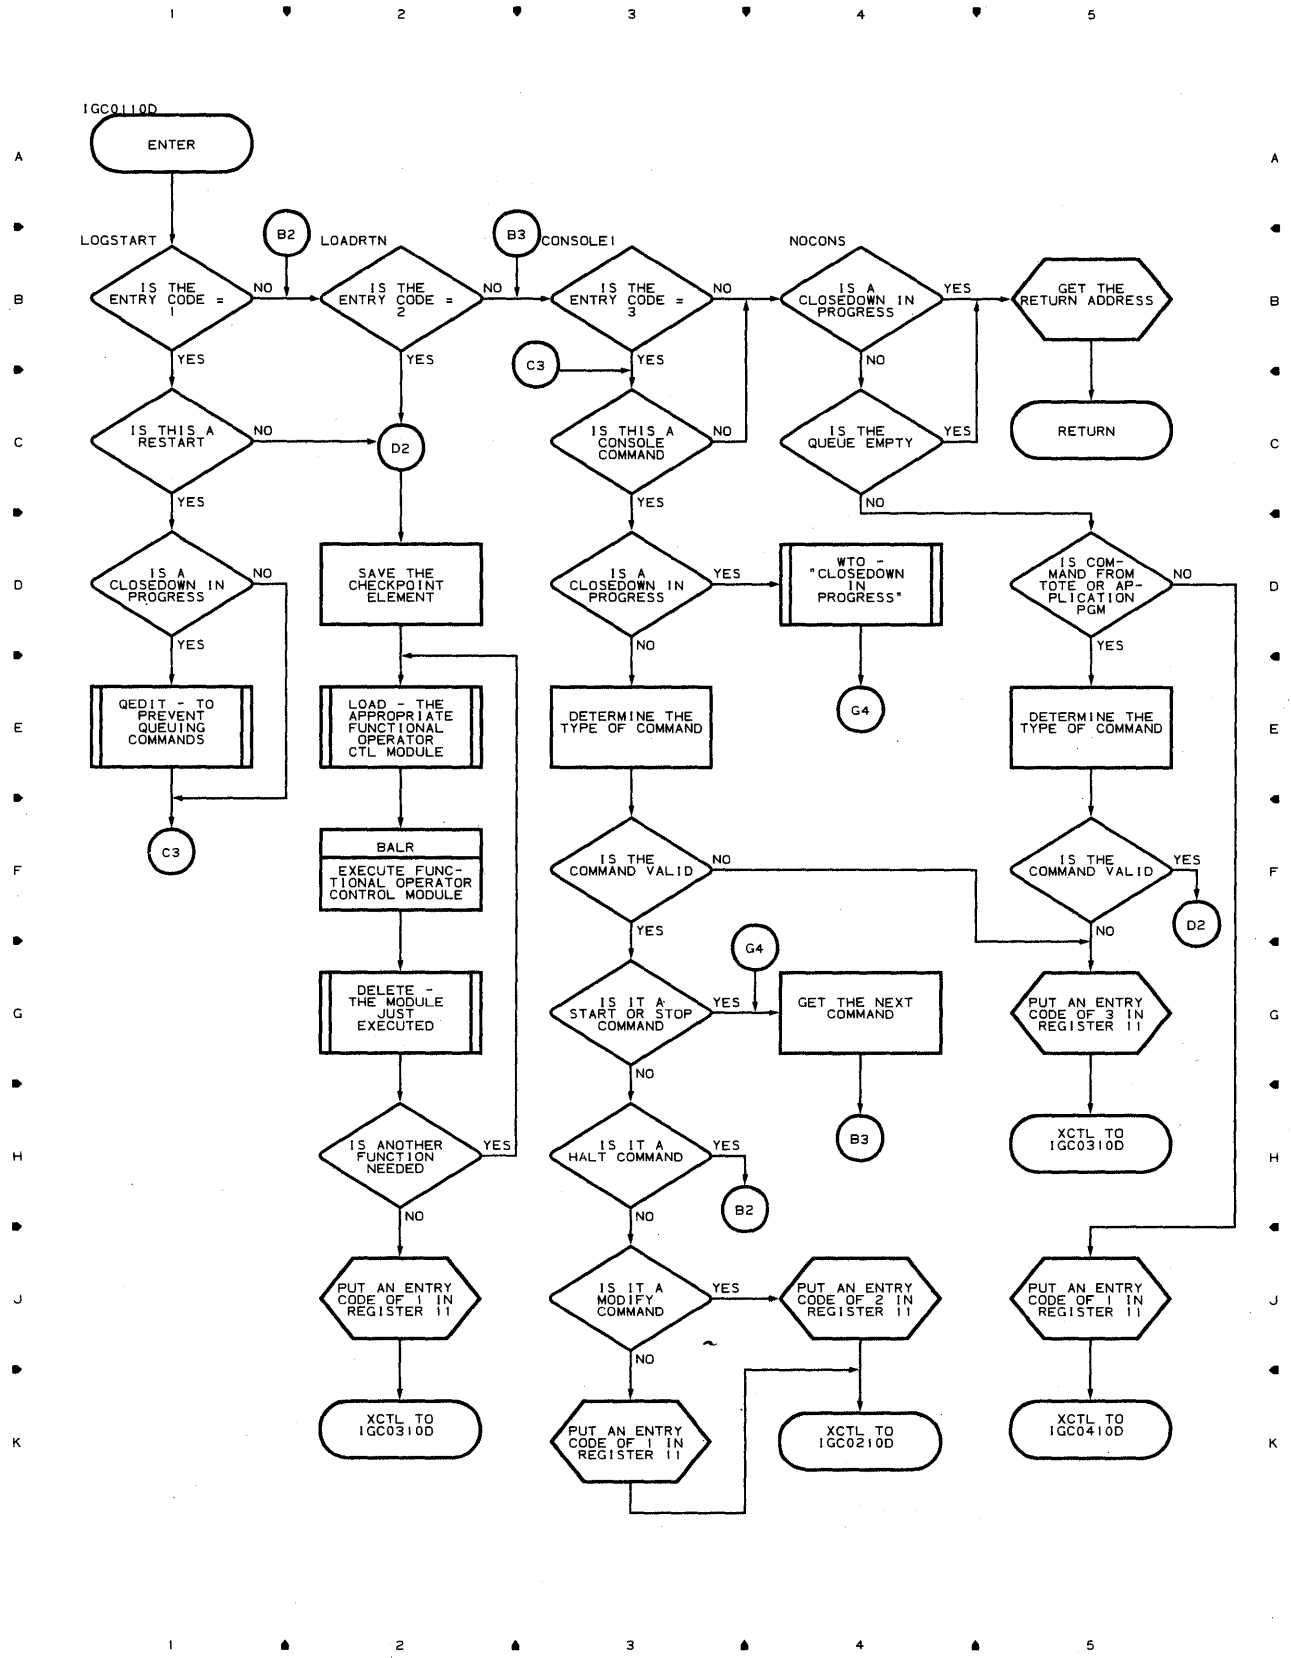 1 2 3 4 5
IGC0110D
ENTER
A A
B2
B3
LOGSTART
LOADRTN
CONSOLE1
NOCONS
IS THE
ENTRY CODE =
1
NO
IS THE
ENTRY CODE =
2
NO
IS THE
ENTRY CODE =
3
NO
IS A
CLOSEDOWN IN
PROGRESS
YES
GET THE
RETURN ADDRESS
B B
YES
YES
C3
YES
NO
IS THIS A
RESTART
NO
D2
IS THIS A
CONSOLE
COMMAND
NO
IS THE
QUEUE EMPTY
YES
RETURN
C C
YES
YES
NO
IS A
CLOSEDOWN IN
PROGRESS
NO
SAVE THE
CHECKPOINT
ELEMENT
IS A
CLOSEDOWN IN
PROGRESS
YES
WTO -
"CLOSEDOWN
IN
PROGRESS"
IS COM-
MAND FROM
TOTE OR AP-
PLICATION
PGM
NO
D D
YES
NO
YES
QEDIT - TO
PREVENT
QUEUING
COMMANDS
LOAD - THE
APPROPRIATE
FUNCTIONAL
OPERATOR
CTL MODULE
DETERMINE THE
TYPE OF COMMAND
G4
DETERMINE THE
TYPE OF COMMAND
E E
C3
BALR
EXECUTE FUNC-
TIONAL OPERATOR
CONTROL MODULE
IS THE
COMMAND VALID
NO
IS THE
COMMAND VALID
YES
D2
F F
YES
G4
NO
DELETE -
THE MODULE
JUST
EXECUTED
IS IT A
START OR STOP
COMMAND
YES
GET THE NEXT
COMMAND
PUT AN ENTRY
CODE OF 3 IN
REGISTER 11
G G
NO
IS ANOTHER
FUNCTION
NEEDED
YES
IS IT A
HALT COMMAND
YES
B2
B3
XCTL TO
IGC0310D
H H
NO
NO
PUT AN ENTRY
CODE OF 1 IN
REGISTER 11
IS IT A
MODIFY
COMMAND
YES
PUT AN ENTRY
CODE OF 2 IN
REGISTER 11
PUT AN ENTRY
CODE OF 1 IN
REGISTER 11
J J
NO
XCTL TO
IGC0310D
PUT AN ENTRY
CODE OF 1 IN
REGISTER 11
XCTL TO
IGC0210D
XCTL TO
IGC0410D
K K
1 2 3 4 5